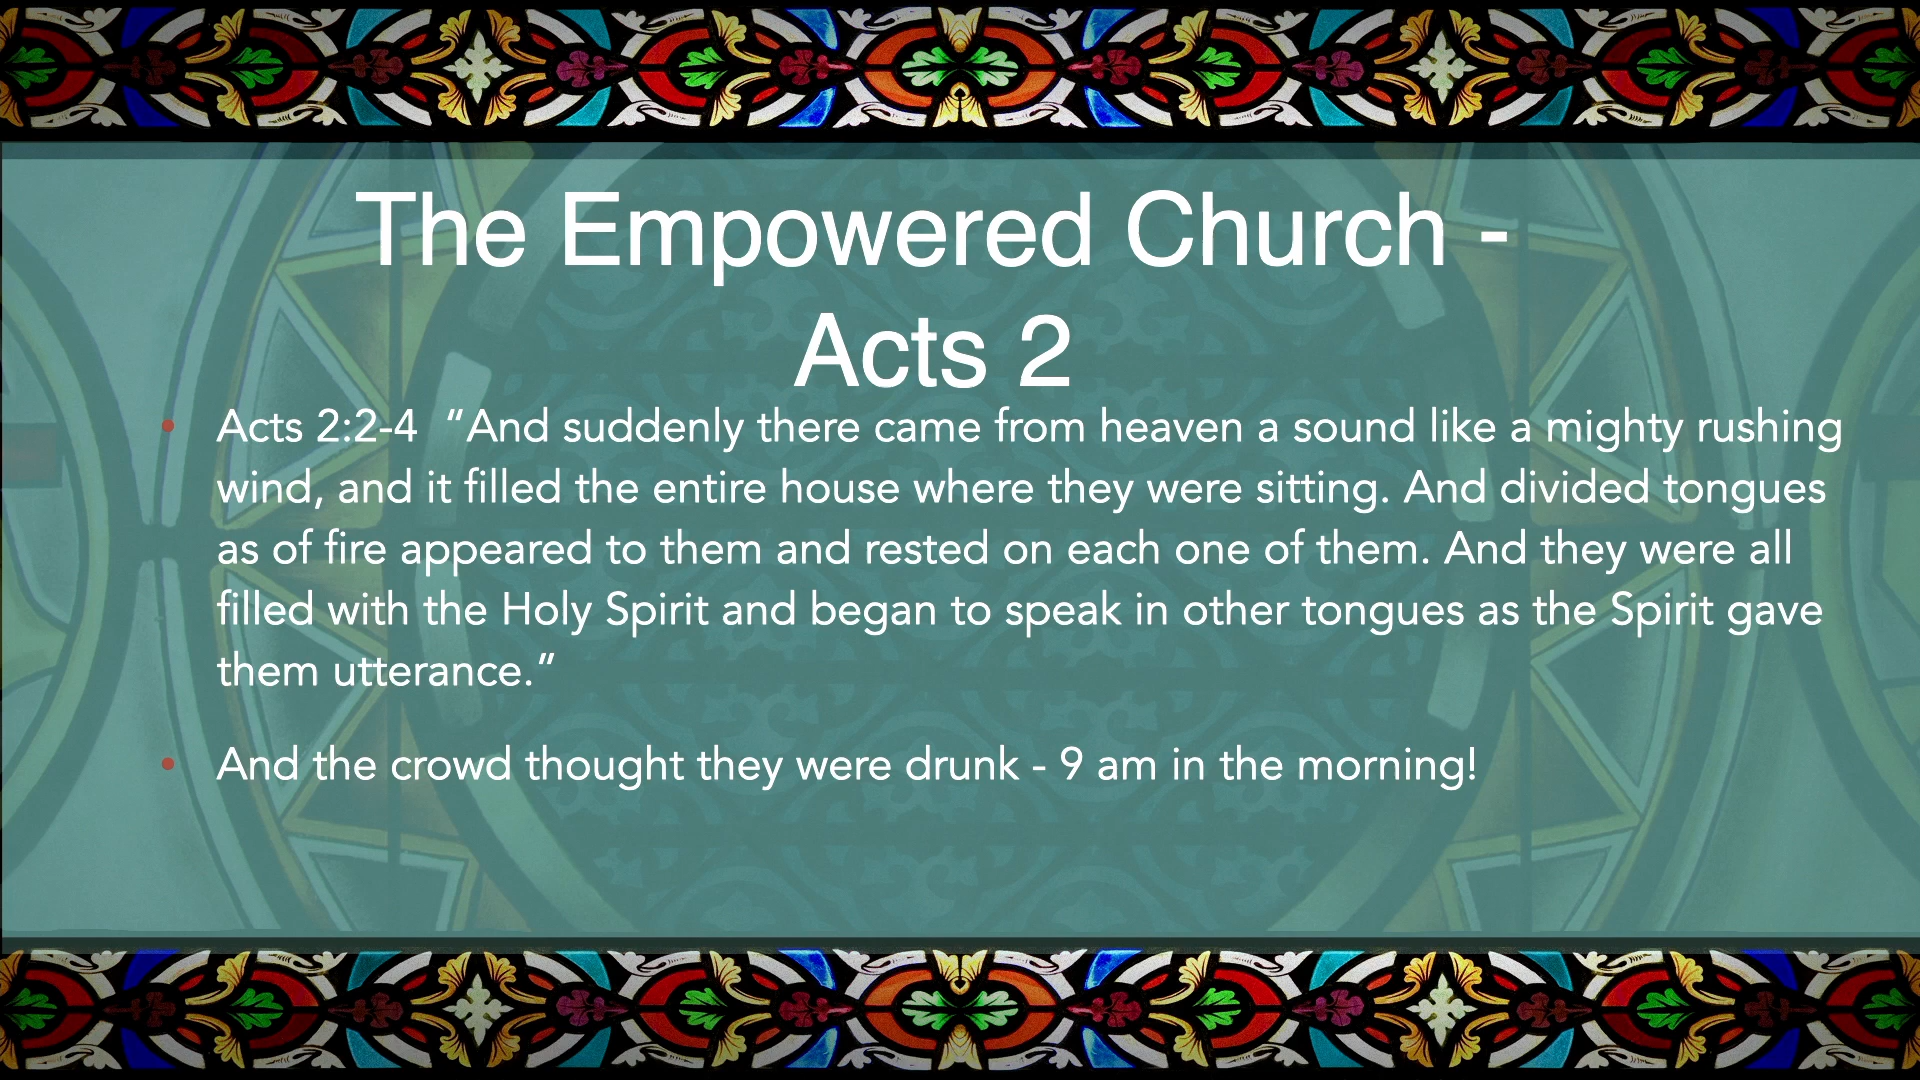 The Empowered Church -
Acts 2
• Acts 2:2-4  “And suddenly there came from heaven a sound like a mighty rushing
wind, and it filled the entire house where they were sitting. And divided tongues
as of fire appeared to them and rested on each one of them. And they were all
filled with the Holy Spirit and began to speak in other tongues as the Spirit gave
them utterance.”
• And the crowd thought they were drunk - 9 am in the morning!